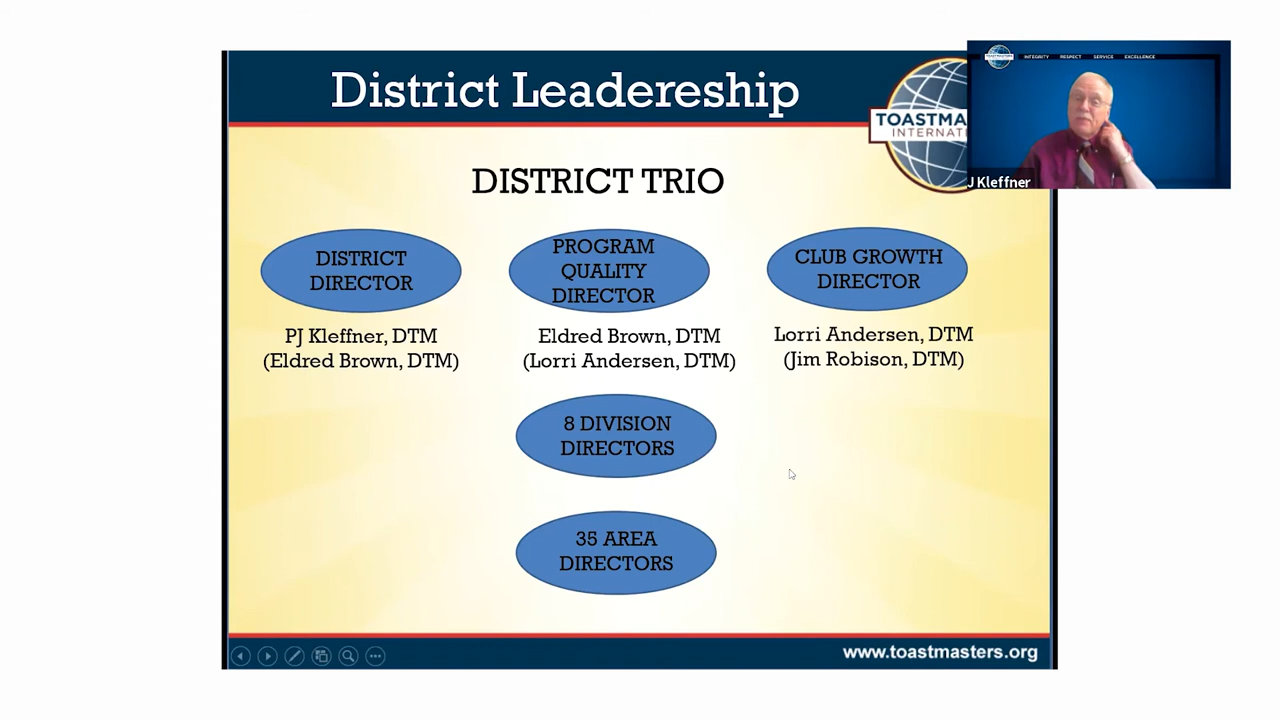 District Leadereship
TOASTMA
INTERNAT
INTEGRITY RESPECT SERVICE EXCELLENCE
J Kleffner
DISTRICT TRIO
DISTRICT
DIRECTOR
PROGRAM
QUALITY
DIRECTOR
CLUB GROWTH
DIRECTOR
PJ Kleffner, DTM
(Eldred Brown, DTM)
Eldred Brown, DTM
(Lorri Andersen, DTM)
Lorri Andersen, DTM
(Jim Robison, DTM)
8 DIVISION
DIRECTORS
35 AREA
DIRECTORS
www.toastmasters.org